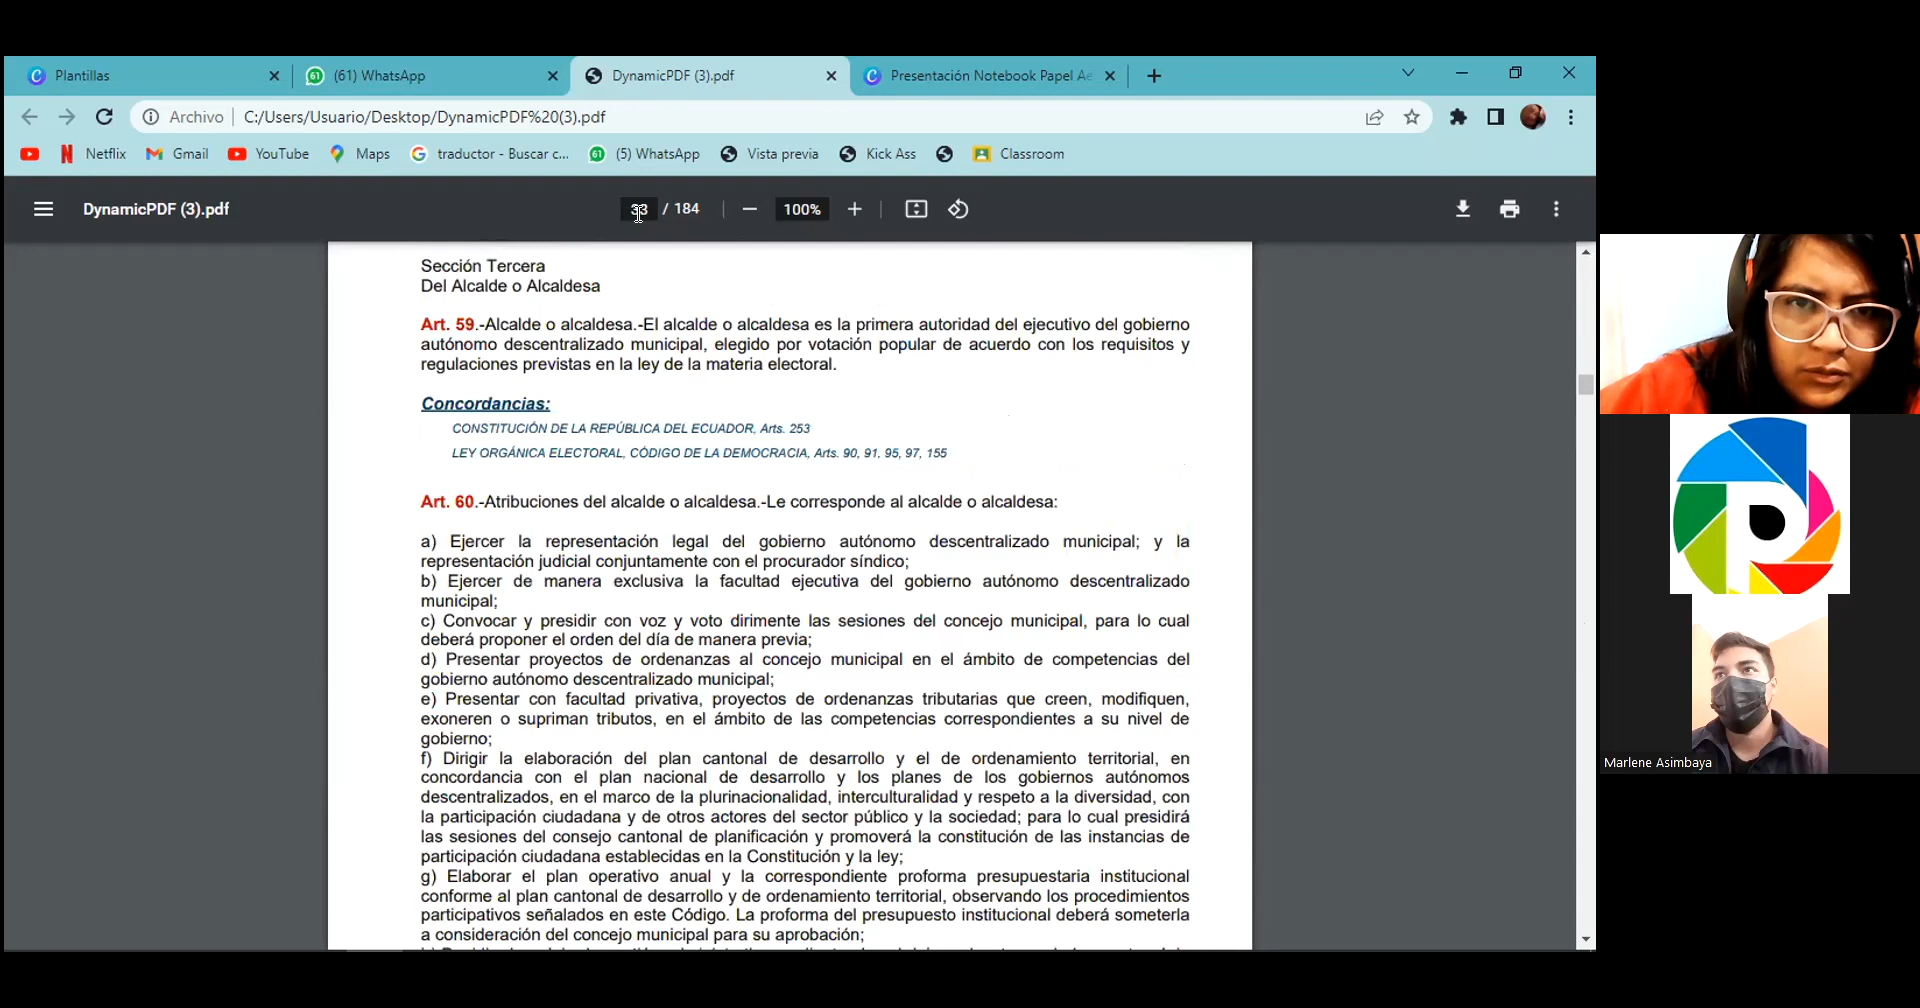 Plantillas
(61) WhatsApp
DynamicPDF (3).pdf
Presentación Notebook Papel Ae
Archivo
C:/Users/Usuario/Desktop/DynamicPDF%20(3).pdf
Netflix
Gmail
YouTube
Maps
traductor - Buscar c...
(5) WhatsApp
Vista previa
Kick Ass
Classroom
DynamicPDF (3).pdf
33 / 184
100%
Sección Tercera
Del Alcalde o Alcaldesa
Art. 59.-Alcalde o alcaldesa.-El alcalde o alcaldesa es la primera autoridad del ejecutivo del gobierno
autónomo descentralizado municipal, elegido por votación popular de acuerdo con los requisitos y
regulaciones previstas en la ley de la materia electoral.
Concordancias:
CONSTITUCIÓN DE LA REPÚBLICA DEL ECUADOR, Arts. 253
LEY ORGÁNICA ELECTORAL, CÓDIGO DE LA DEMOCRACIA, Arts. 90, 91, 95, 97, 155
Art. 60.-Atribuciones del alcalde o alcaldesa.-Le corresponde al alcalde o alcaldesa:
a) Ejercer la representación legal del gobierno autónomo descentralizado municipal; y la
representación judicial conjuntamente con el procurador síndico;
b) Ejercer de manera exclusiva la facultad ejecutiva del gobierno autónomo descentralizado
municipal;
c) Convocar y presidir con voz y voto dirimente las sesiones del concejo municipal, para lo cual
deberá proponer el orden del día de manera previa;
d) Presentar proyectos de ordenanzas al concejo municipal en el ámbito de competencias del
gobierno autónomo descentralizado municipal;
e) Presentar con facultad privativa, proyectos de ordenanzas tributarias que creen, modifiquen,
exoneren o supriman tributos, en el ámbito de las competencias correspondientes a su nivel de
gobierno;
f) Dirigir la elaboración del plan cantonal de desarrollo y el de ordenamiento territorial, en
concordancia con el plan nacional de desarrollo y los planes de los gobiernos autónomos
descentralizados, en el marco de la plurinacionalidad, interculturalidad y respeto a la diversidad, con
la participación ciudadana y de otros actores del sector público y la sociedad; para lo cual presidirá
las sesiones del consejo cantonal de planificación y promoverá la constitución de las instancias de
participación ciudadana establecidas en la Constitución y la ley;
g) Elaborar el plan operativo anual y la correspondiente proforma presupuestaria institucional
conforme al plan cantonal de desarrollo y de ordenamiento territorial, observando los procedimientos
participativos señalados en este Código. La proforma del presupuesto institucional deberá someterla
a consideración del concejo municipal para su aprobación;
Marlene Asimbaya